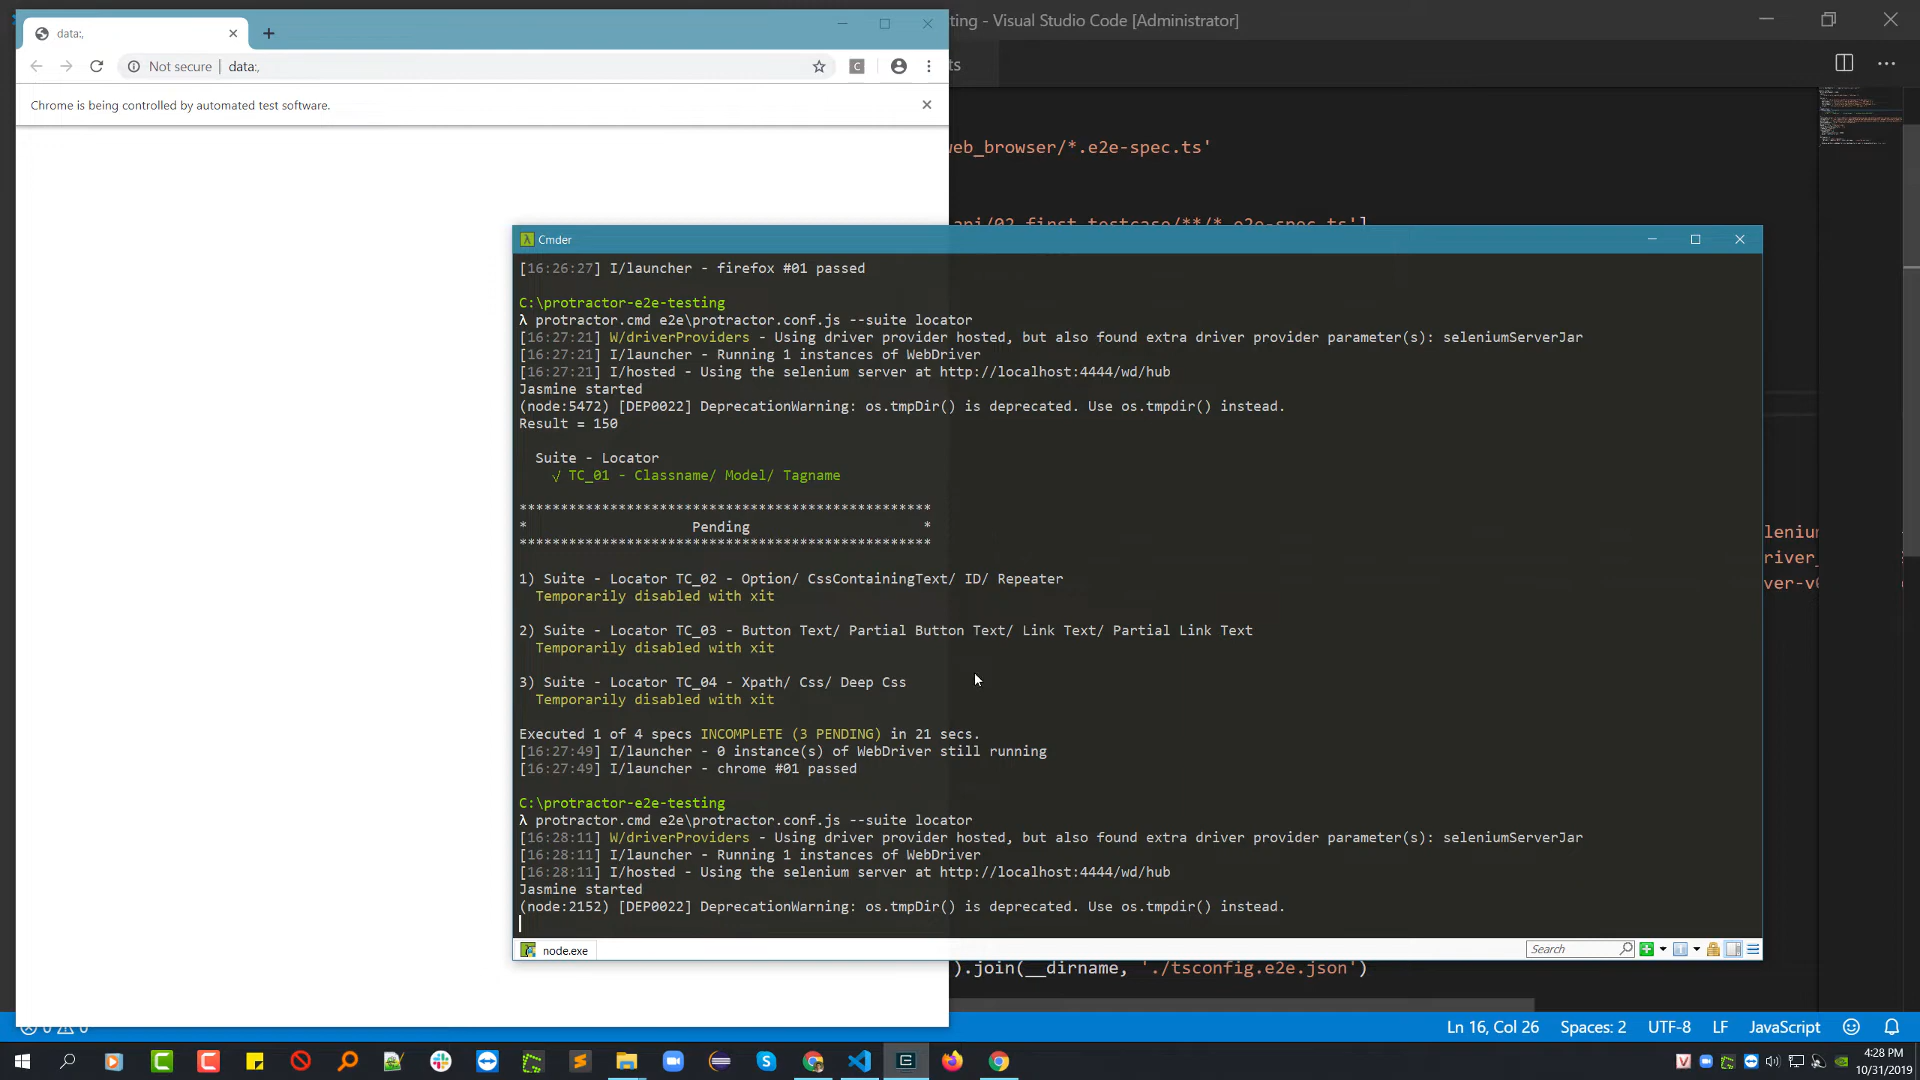 data:,
Not secure | data:,
Chrome is being controlled by automated test software.
ting - Visual Studio Code [Administrator]
ts
web_browser/*.e2e-spec.ts'
api/02_first_testcase/**/*.e2e-spec.ts']
Cmder
[16:26:27] I/launcher - firefox #01 passed
C:\protractor-e2e-testing
λ protractor.cmd e2e\protractor.conf.js --suite locator
[16:27:21] W/driverProviders - Using driver provider hosted, but also found extra driver provider parameter(s): seleniumServerJar
[16:27:21] I/launcher - Running 1 instances of WebDriver
[16:27:21] I/hosted - Using the selenium server at http://localhost:4444/wd/hub
Jasmine started
(node:5472) [DEP0022] DeprecationWarning: os.tmpDir() is deprecated. Use os.tmpdir() instead.
Result = 150
Suite - Locator
√ TC_01 - Classname/ Model/ Tagname
**************************************************
* Pending *
**************************************************
1) Suite - Locator TC_02 - Option/ CssContainingText/ ID/ Repeater
Temporarily disabled with xit
2) Suite - Locator TC_03 - Button Text/ Partial Button Text/ Link Text/ Partial Link Text
Temporarily disabled with xit
3) Suite - Locator TC_04 - Xpath/ Css/ Deep Css
Temporarily disabled with xit
Executed 1 of 4 specs INCOMPLETE (3 PENDING) in 21 secs.
[16:27:49] I/launcher - 0 instance(s) of WebDriver still running
[16:27:49] I/launcher - chrome #01 passed
C:\protractor-e2e-testing
λ protractor.cmd e2e\protractor.conf.js --suite locator
[16:28:11] W/driverProviders - Using driver provider hosted, but also found extra driver provider parameter(s): seleniumServerJar
[16:28:11] I/launcher - Running 1 instances of WebDriver
[16:28:11] I/hosted - Using the selenium server at http://localhost:4444/wd/hub
Jasmine started
(node:2152) [DEP0022] DeprecationWarning: os.tmpDir() is deprecated. Use os.tmpdir() instead.
node.exe
Search
lenium
river_
ver-v0
).join(__dirname, './tsconfig.e2e.json')
Ln 16, Col 26
Spaces: 2
UTF-8
LF
JavaScript
4:28 PM
10/31/2019